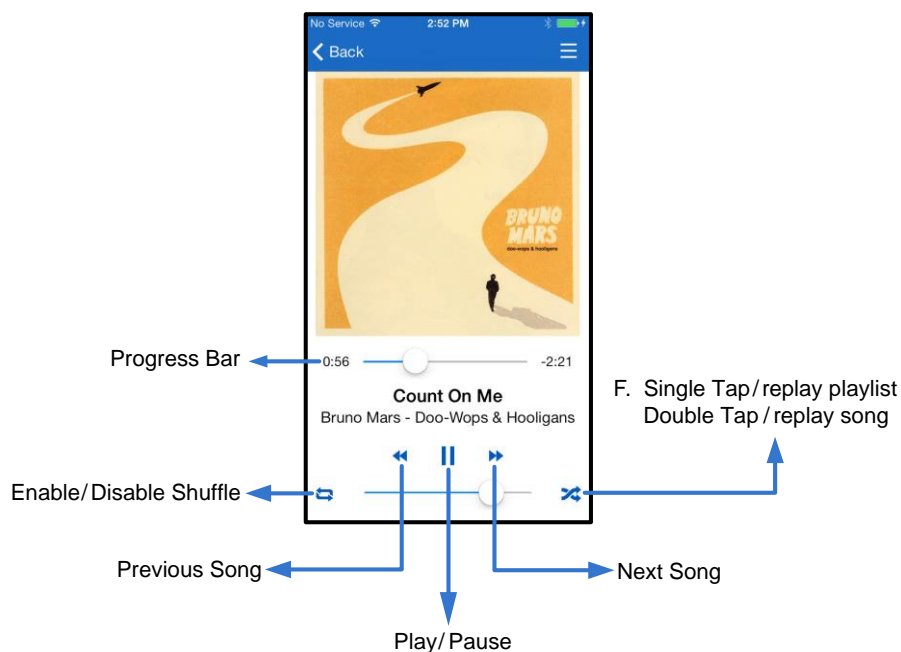 No Service 2:52 PM
Back
BRUNO
MARS
doo-wops & hooligans
Progress Bar
0:56 -2:21
F. Single Tap/replay playlist
Double Tap/replay song
Count On Me
Bruno Mars - Doo-Wops & Hooligans
Enable/Disable Shuffle
Previous Song
Next Song
Play/Pause